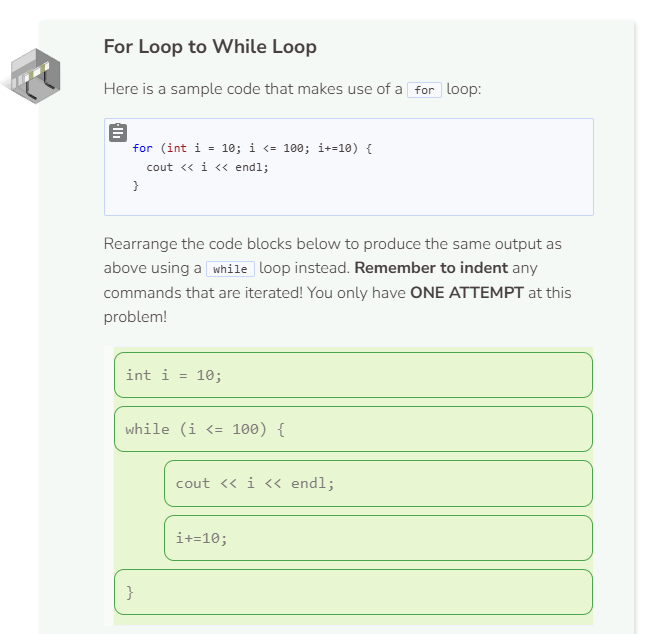 For Loop to While Loop
Here is a sample code that makes use of a for loop:
for (int i = 10; i <= 100; i+=10) {
  cout << i << endl;
}
Rearrange the code blocks below to produce the same output as
above using a while loop instead. Remember to indent any
commands that are iterated! You only have ONE ATTEMPT at this
problem!
int i = 10;
while (i <= 100) {
cout << i << endl;
i+=10;
}